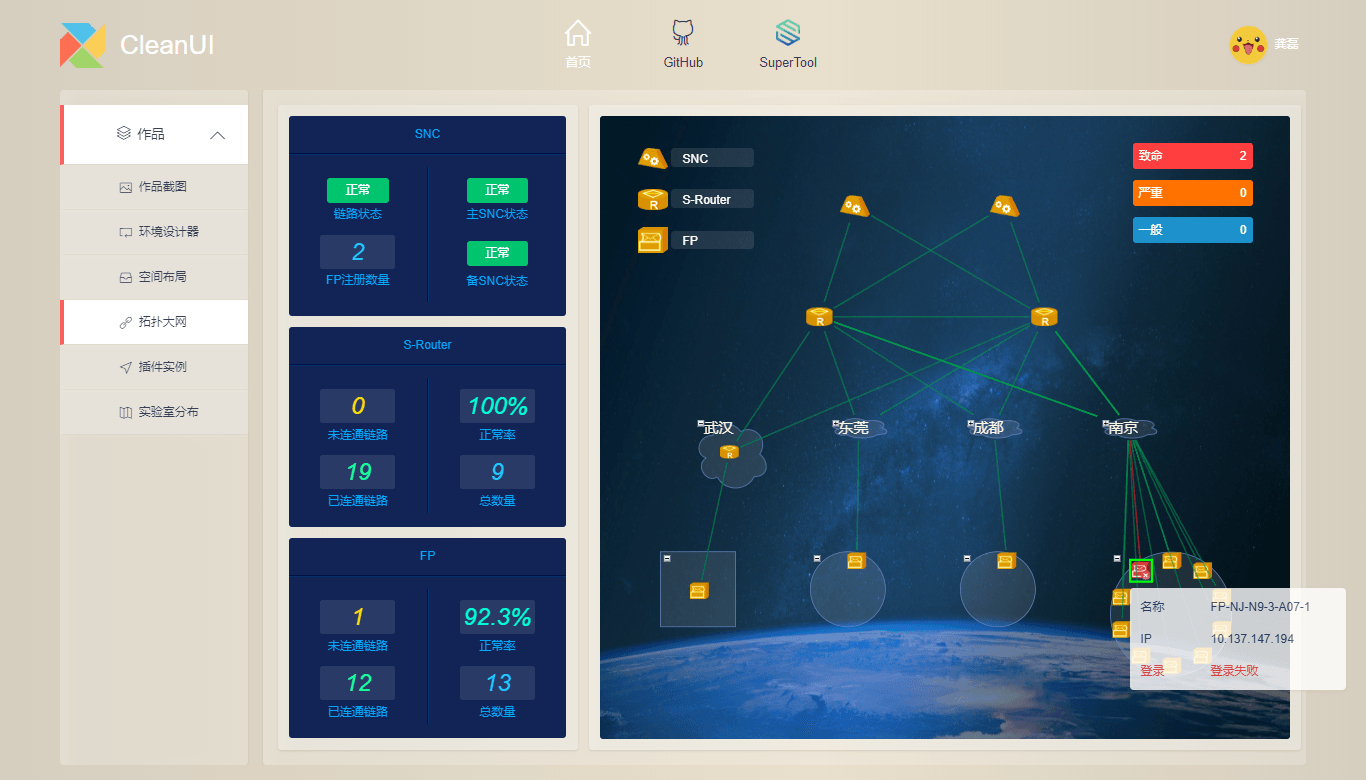 CleanUI
首页
GitHub
SuperTool
龚磊
作品
作品截图
环境设计器
空间布局
拓扑大网
插件实例
实验室分布
SNC
正常
链路状态
正常
主SNC状态
2
FP注册数量
正常
备SNC状态
S-Router
0
未连通链路
100%
正常率
19
已连通链路
9
总数量
FP
1
未连通链路
92.3%
正常率
12
已连通链路
13
总数量
SNC
R
S-Router
FP
致命 2
严重 0
一般 0
R
R
武汉
东莞
成都
南京
R
名称 FP-NJ-N9-3-A07-1
IP 10.137.147.194
登录 登录失败